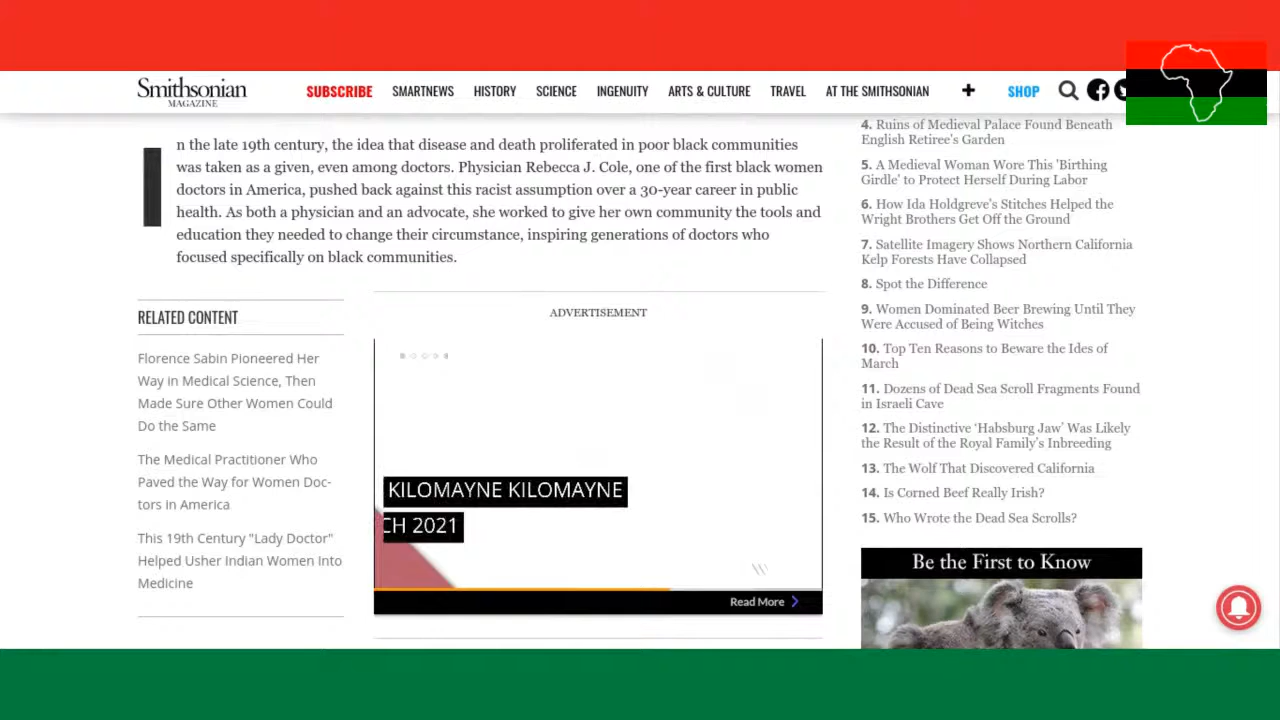 Smithsonian
MAGAZINE
SUBSCRIBE SMARTNEWS HISTORY SCIENCE INGENUITY ARTS & CULTURE TRAVEL AT THE SMITHSONIAN + SHOP
In the late 19th century, the idea that disease and death proliferated in poor black communities
was taken as a given, even among doctors. Physician Rebecca J. Cole, one of the first black women
doctors in America, pushed back against this racist assumption over a 30-year career in public
health. As both a physician and an advocate, she worked to give her own community the tools and
education they needed to change their circumstance, inspiring generations of doctors who
focused specifically on black communities.
RELATED CONTENT
Florence Sabin Pioneered Her
Way in Medical Science, Then
Made Sure Other Women Could
Do the Same
The Medical Practitioner Who
Paved the Way for Women Doc-
tors in America
This 19th Century "Lady Doctor"
Helped Usher Indian Women Into
Medicine
ADVERTISEMENT
KILOMAYNE KILOMAYNE
CH 2021
Read More
4. Ruins of Medieval Palace Found Beneath
English Retiree's Garden
5. A Medieval Woman Wore This 'Birthing
Girdle' to Protect Herself During Labor
6. How Ida Holdgreve's Stitches Helped the
Wright Brothers Get Off the Ground
7. Satellite Imagery Shows Northern California
Kelp Forests Have Collapsed
8. Spot the Difference
9. Women Dominated Beer Brewing Until They
Were Accused of Being Witches
10. Top Ten Reasons to Beware the Ides of
March
11. Dozens of Dead Sea Scroll Fragments Found
in Israeli Cave
12. The Distinctive ‘Habsburg Jaw’ Was Likely
the Result of the Royal Family's Inbreeding
13. The Wolf That Discovered California
14. Is Corned Beef Really Irish?
15. Who Wrote the Dead Sea Scrolls?
Be the First to Know